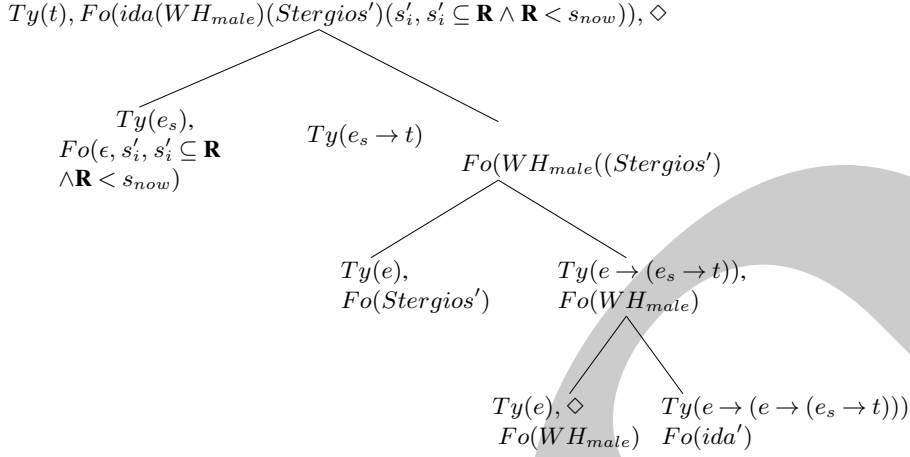 Ty(t), Fo(ida(WH_male)(Stergios′)(s′_i, s′_i ⊆ R ∧ R < s_now)), ◇
Ty(e_s),
Fo(ϵ, s′_i, s′_i ⊆ R
∧R < s_now)
Ty(e_s → t)
Fo(WH_male((Stergios′)
Ty(e),
Fo(Stergios′)
Ty(e → (e_s → t)),
Fo(WH_male)
Ty(e), ◇
Fo(WH_male)
Ty(e → (e → (e_s → t)))
Fo(ida′)